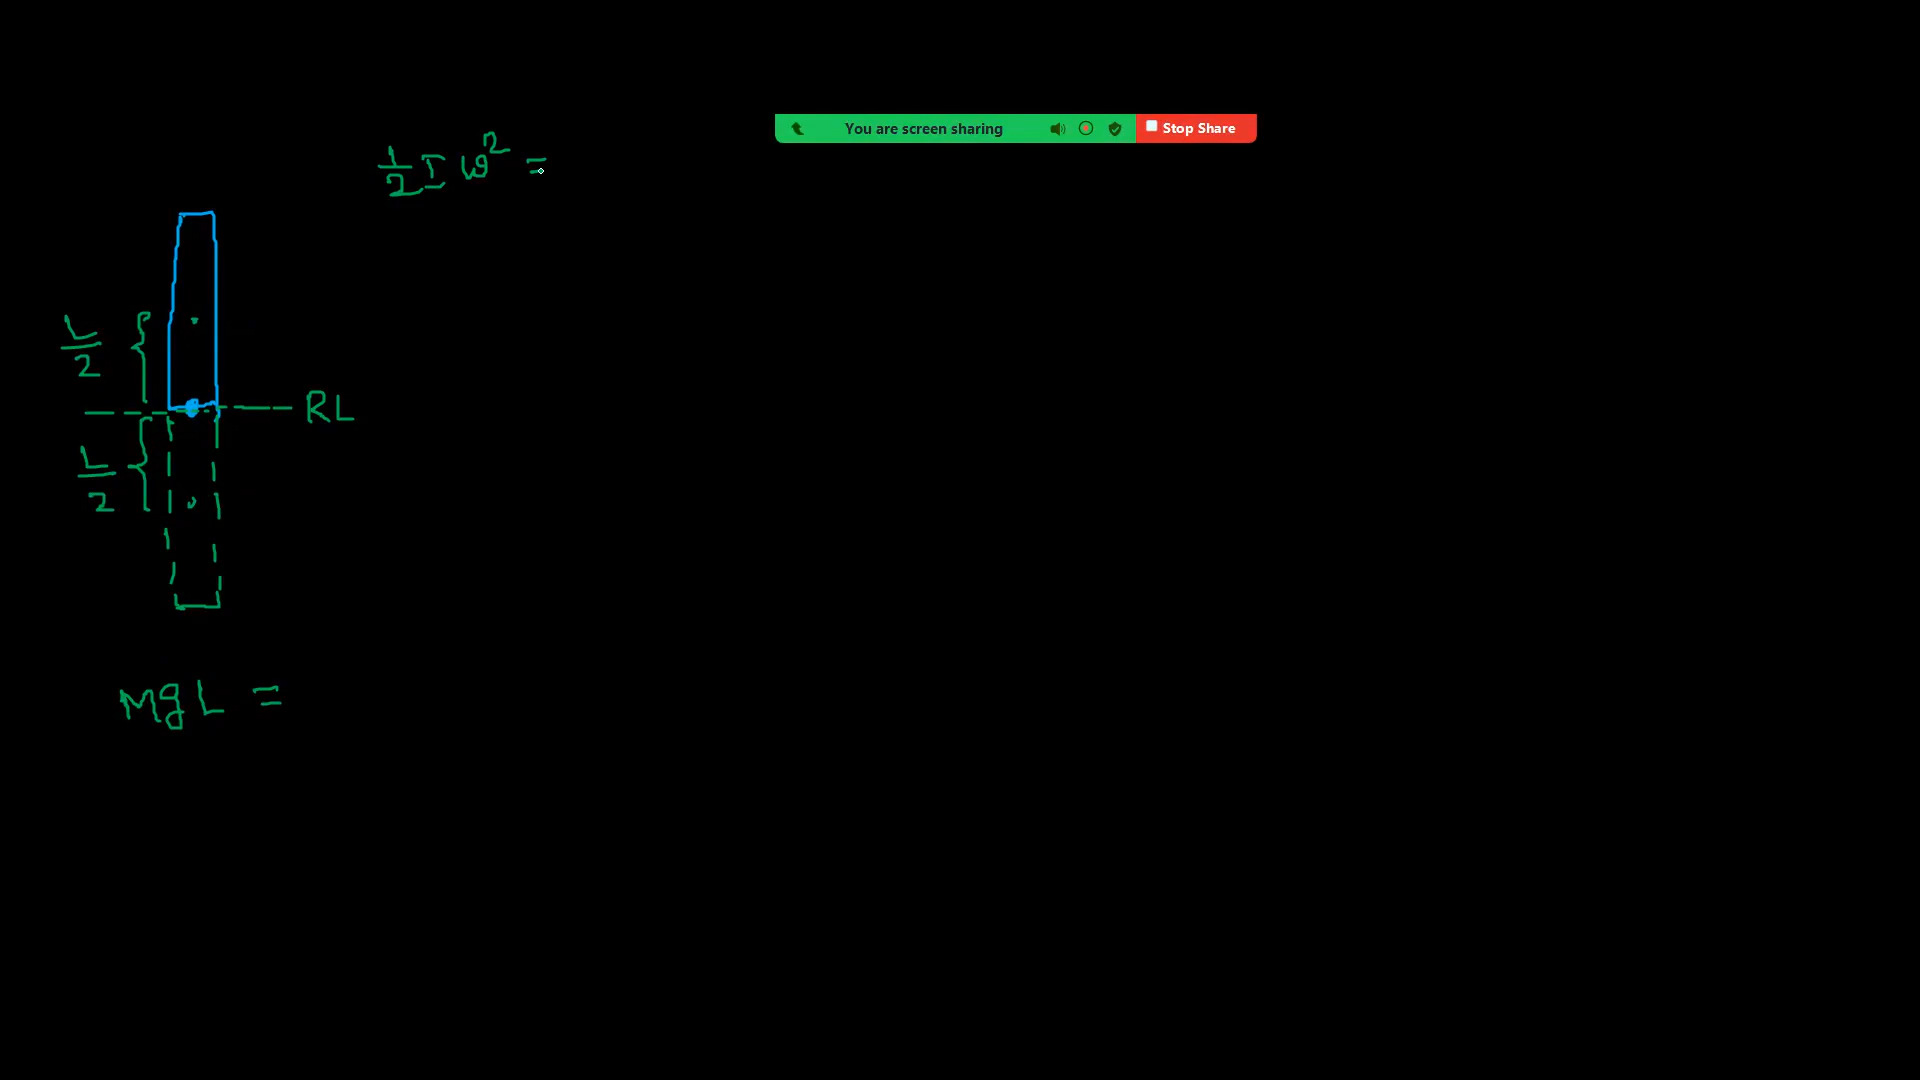 You are screen sharing
Stop Share
1/2 I ω² =
L/2
RL
L/2
MgL =